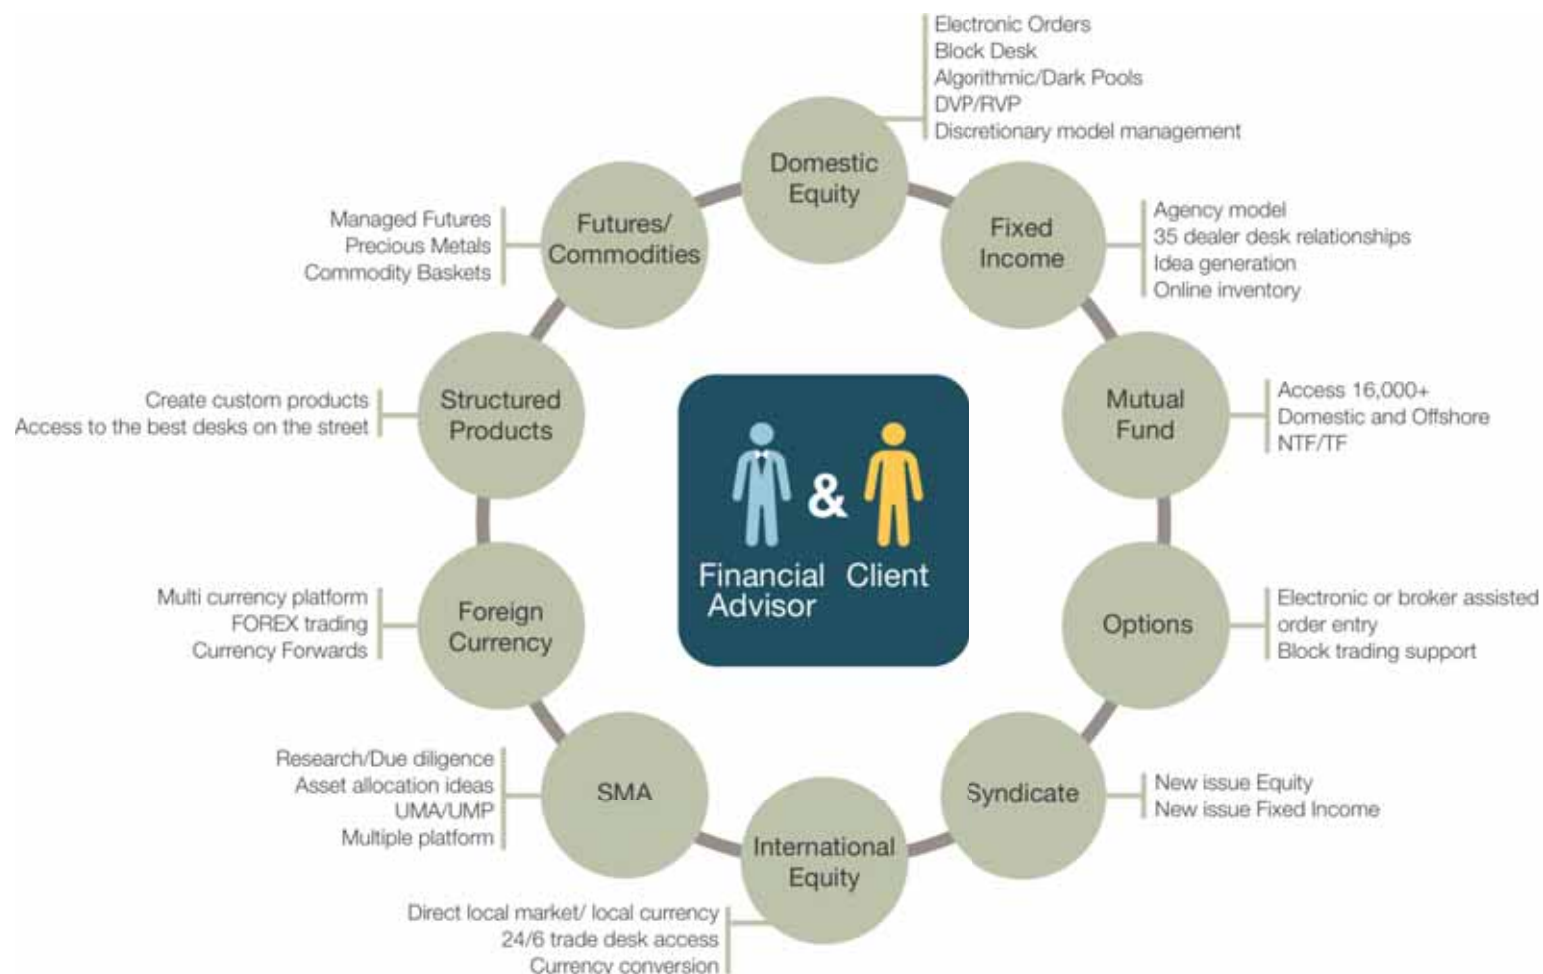 Electronic Orders
Block Desk
Algorithmic/Dark Pools
DVP/RVP
Discretionary model management
Domestic
Equity
Fixed
Income
Agency model
35 dealer desk relationships
Idea generation
Online inventory
Mutual
Fund
Access 16,000+
Domestic and Offshore
NTF/TF
Options
Electronic or broker assisted
order entry
Block trading support
Syndicate
New issue Equity
New issue Fixed Income
International
Equity
Direct local market/ local currency
24/6 trade desk access
Currency conversion
SMA
Research/Due diligence
Asset allocation ideas
UMA/UMP
Multiple platform
Foreign
Currency
Multi currency platform
FOREX trading
Currency Forwards
Structured
Products
Create custom products
Access to the best desks on the street
Futures/
Commodities
Managed Futures
Precious Metals
Commodity Baskets
&
Financial
Advisor
Client